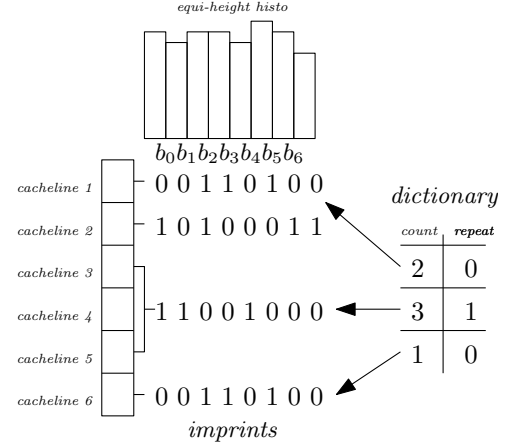 equi-height histo
b0b1b2b3b4b5b6
cacheline 1 0 0 1 1 0 1 0 0
cacheline 2 1 0 1 0 0 0 1 1
cacheline 3
cacheline 4 1 1 0 0 1 0 0 0
cacheline 5
cacheline 6 0 0 1 1 0 1 0 0
imprints
dictionary
count repeat
2 0
3 1
1 0